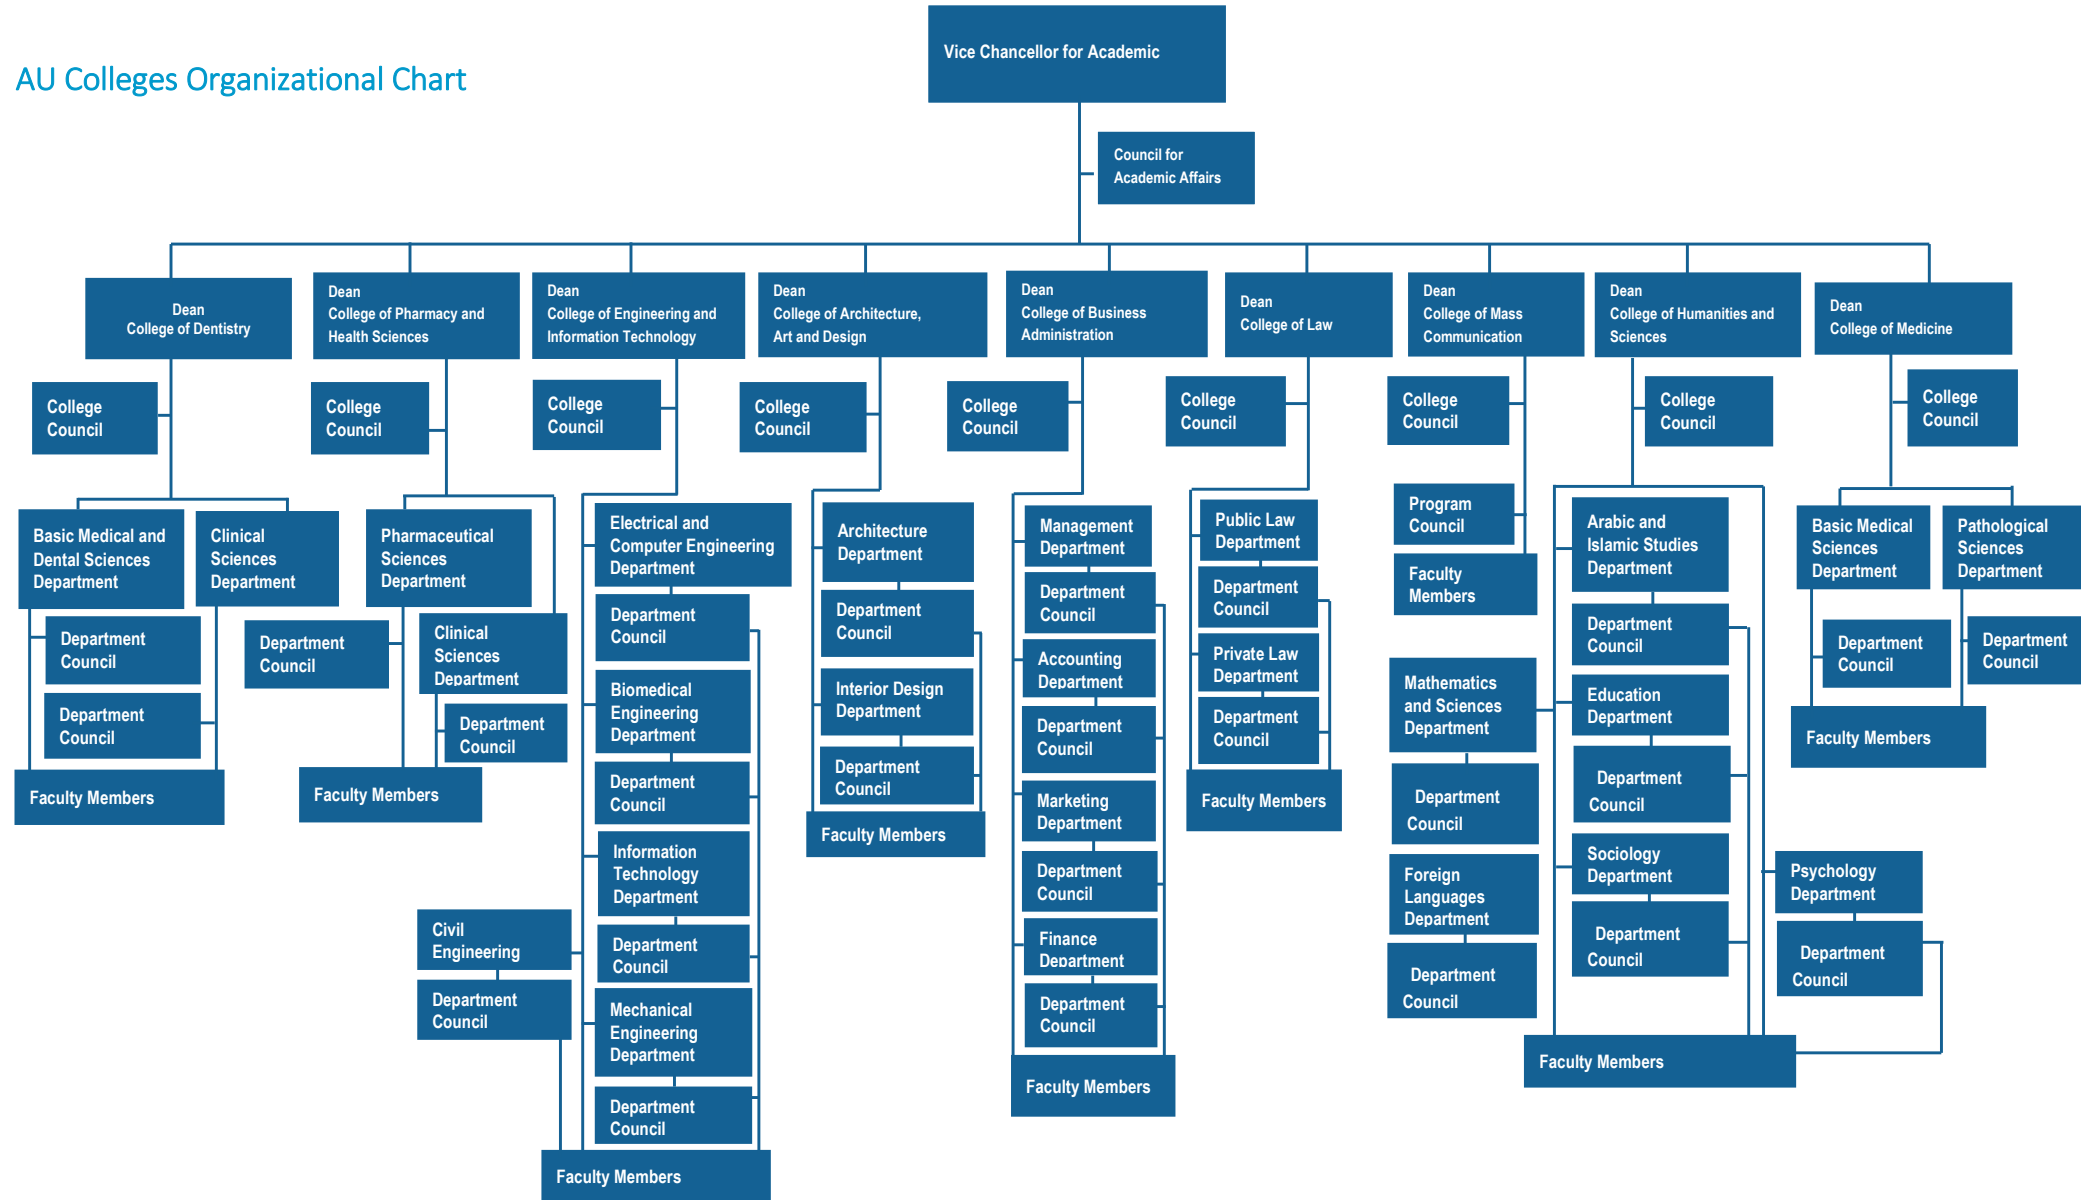 Vice Chancellor for Academic
AU Colleges Organizational Chart
Council for
Academic Affairs
Dean
College of Dentistry
Dean
College of Pharmacy and
Health Sciences
Dean
College of Engineering and
Information Technology
Dean
College of Architecture,
Art and Design
Dean
College of Business
Administration
Dean
College of Law
Dean
College of Mass
Communication
Dean
College of Humanities and
Sciences
Dean
College of Medicine
College
Council
College
Council
College
Council
College
Council
College
Council
College
Council
College
Council
College
Council
College
Council
Basic Medical and
Dental Sciences
Department
Clinical
Sciences
Department
Department
Council
Department
Council
Faculty Members
Pharmaceutical
Sciences
Department
Department
Council
Clinical
Sciences
Department
Department
Council
Faculty Members
Electrical and
Computer Engineering
Department
Department
Council
Biomedical
Engineering
Department
Department
Council
Information
Technology
Department
Department
Council
Civil
Engineering
Department
Council
Mechanical
Engineering
Department
Department
Council
Faculty Members
Architecture
Department
Department
Council
Interior Design
Department
Department
Council
Faculty Members
Management
Department
Department
Council
Accounting
Department
Department
Council
Marketing
Department
Department
Council
Finance
Department
Department
Council
Faculty Members
Public Law
Department
Department
Council
Private Law
Department
Department
Council
Faculty Members
Program
Council
Faculty
Members
Mathematics
and Sciences
Department
Department
Council
Foreign
Languages
Department
Department
Council
Arabic and
Islamic Studies
Department
Department
Council
Education
Department
Department
Council
Sociology
Department
Department
Council
Psychology
Department
Department
Council
Faculty Members
Basic Medical
Sciences
Department
Pathological
Sciences
Department
Department
Council
Department
Council
Faculty Members